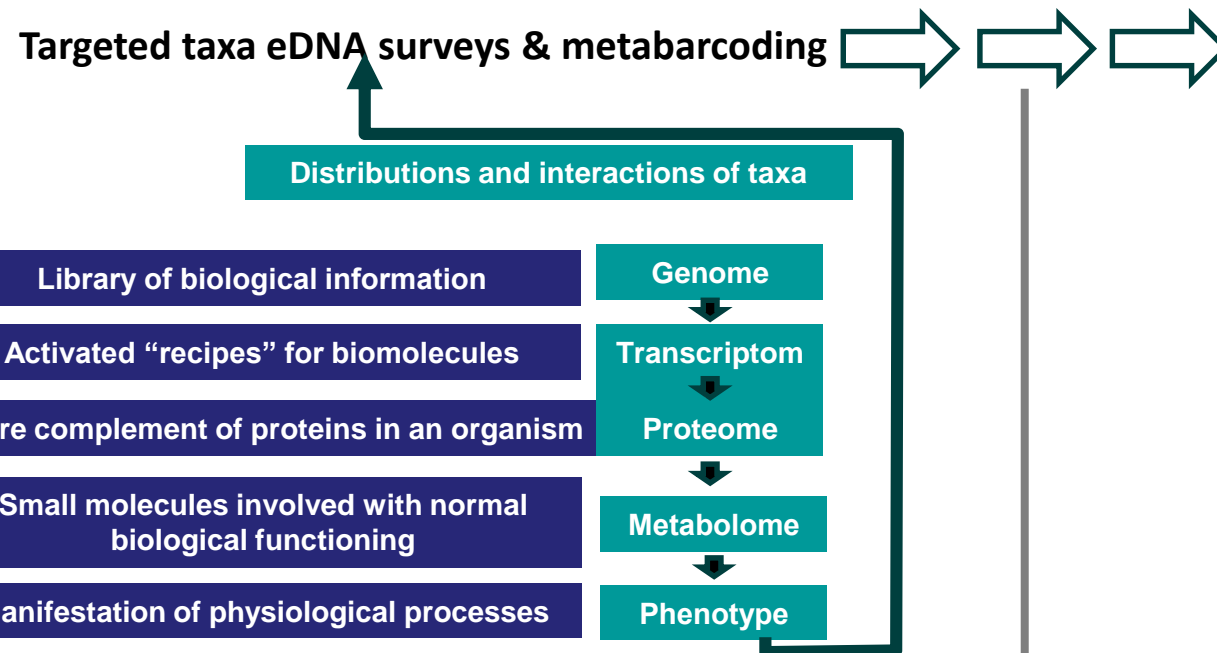 Targeted taxa eDNA surveys & metabarcoding
Distributions and interactions of taxa
Library of biological information
Genome
Activated “recipes” for biomolecules
Transcriptom
re complement of proteins in an organism
Proteome
Small molecules involved with normal
biological functioning
Metabolome
anifestation of physiological processes
Phenotype